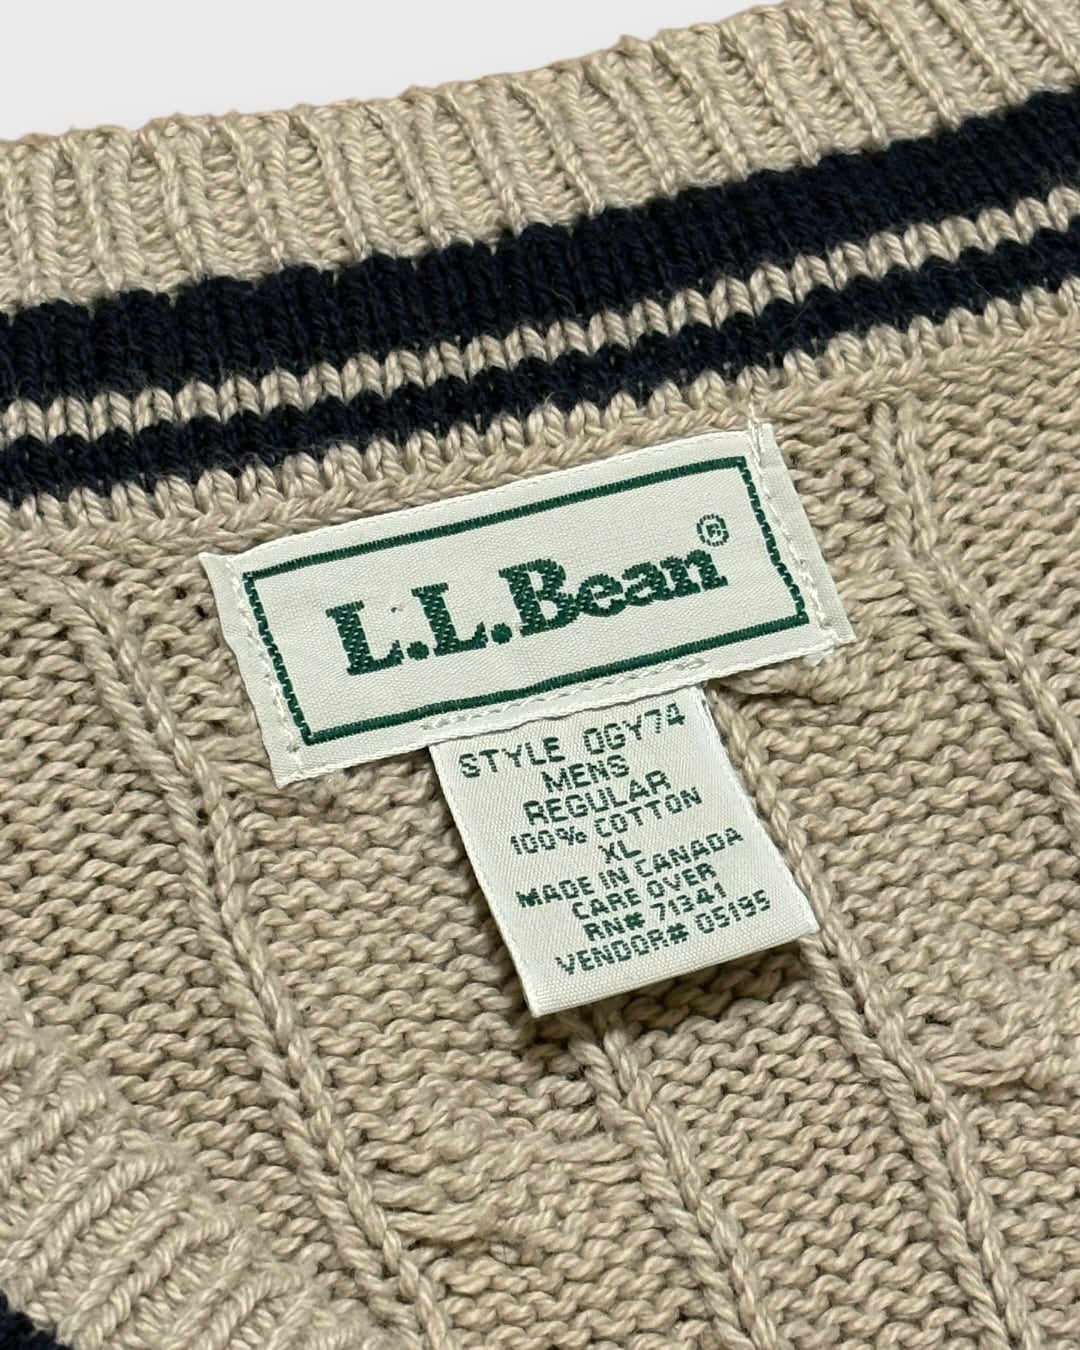 L.L.Bean®
STYLE 0GY74
MENS
REGULAR
100% COTTON
XL
MADE IN CANADA
CARE OVER
RN# 71341
VENDOR# 05195